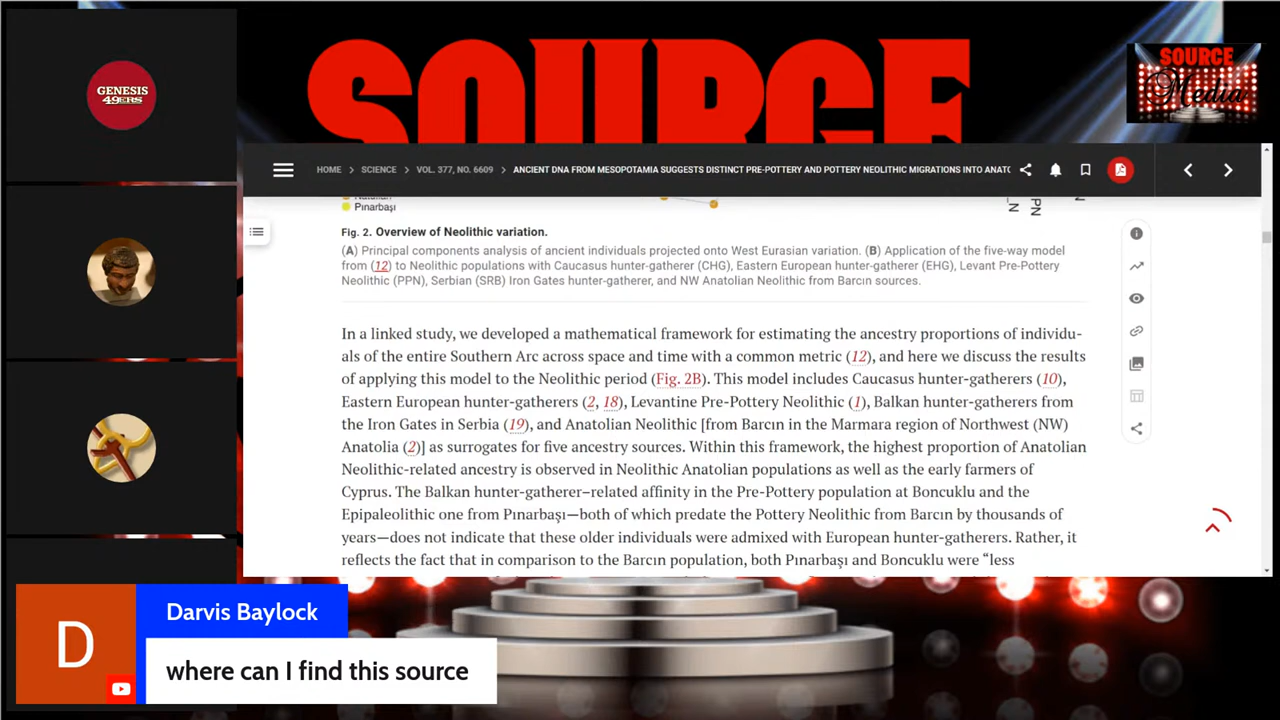 SOURCE
SOURCE
Media
GENESIS
49ERS
HOME > SCIENCE > VOL. 377, NO. 6609 > ANCIENT DNA FROM MESOPOTAMIA SUGGESTS DISTINCT PRE-POTTERY AND POTTERY NEOLITHIC MIGRATIONS INTO ANATO
Natufian
Pınarbaşı
N
PN
N
Fig. 2. Overview of Neolithic variation.
(A) Principal components analysis of ancient individuals projected onto West Eurasian variation. (B) Application of the five-way model
from (12) to Neolithic populations with Caucasus hunter-gatherer (CHG), Eastern European hunter-gatherer (EHG), Levant Pre-Pottery
Neolithic (PPN), Serbian (SRB) Iron Gates hunter-gatherer, and NW Anatolian Neolithic from Barcın sources.
In a linked study, we developed a mathematical framework for estimating the ancestry proportions of individu-
als of the entire Southern Arc across space and time with a common metric (12), and here we discuss the results
of applying this model to the Neolithic period (Fig. 2B). This model includes Caucasus hunter-gatherers (10),
Eastern European hunter-gatherers (2, 18), Levantine Pre-Pottery Neolithic (1), Balkan hunter-gatherers from
the Iron Gates in Serbia (19), and Anatolian Neolithic [from Barcın in the Marmara region of Northwest (NW)
Anatolia (2)] as surrogates for five ancestry sources. Within this framework, the highest proportion of Anatolian
Neolithic-related ancestry is observed in Neolithic Anatolian populations as well as the early farmers of
Cyprus. The Balkan hunter-gatherer–related affinity in the Pre-Pottery population at Boncuklu and the
Epipaleolithic one from Pınarbaşı—both of which predate the Pottery Neolithic from Barcın by thousands of
years—does not indicate that these older individuals were admixed with European hunter-gatherers. Rather, it
reflects the fact that in comparison to the Barcın population, both Pınarbaşı and Boncuklu were “less
D
Darvis Baylock
where can I find this source